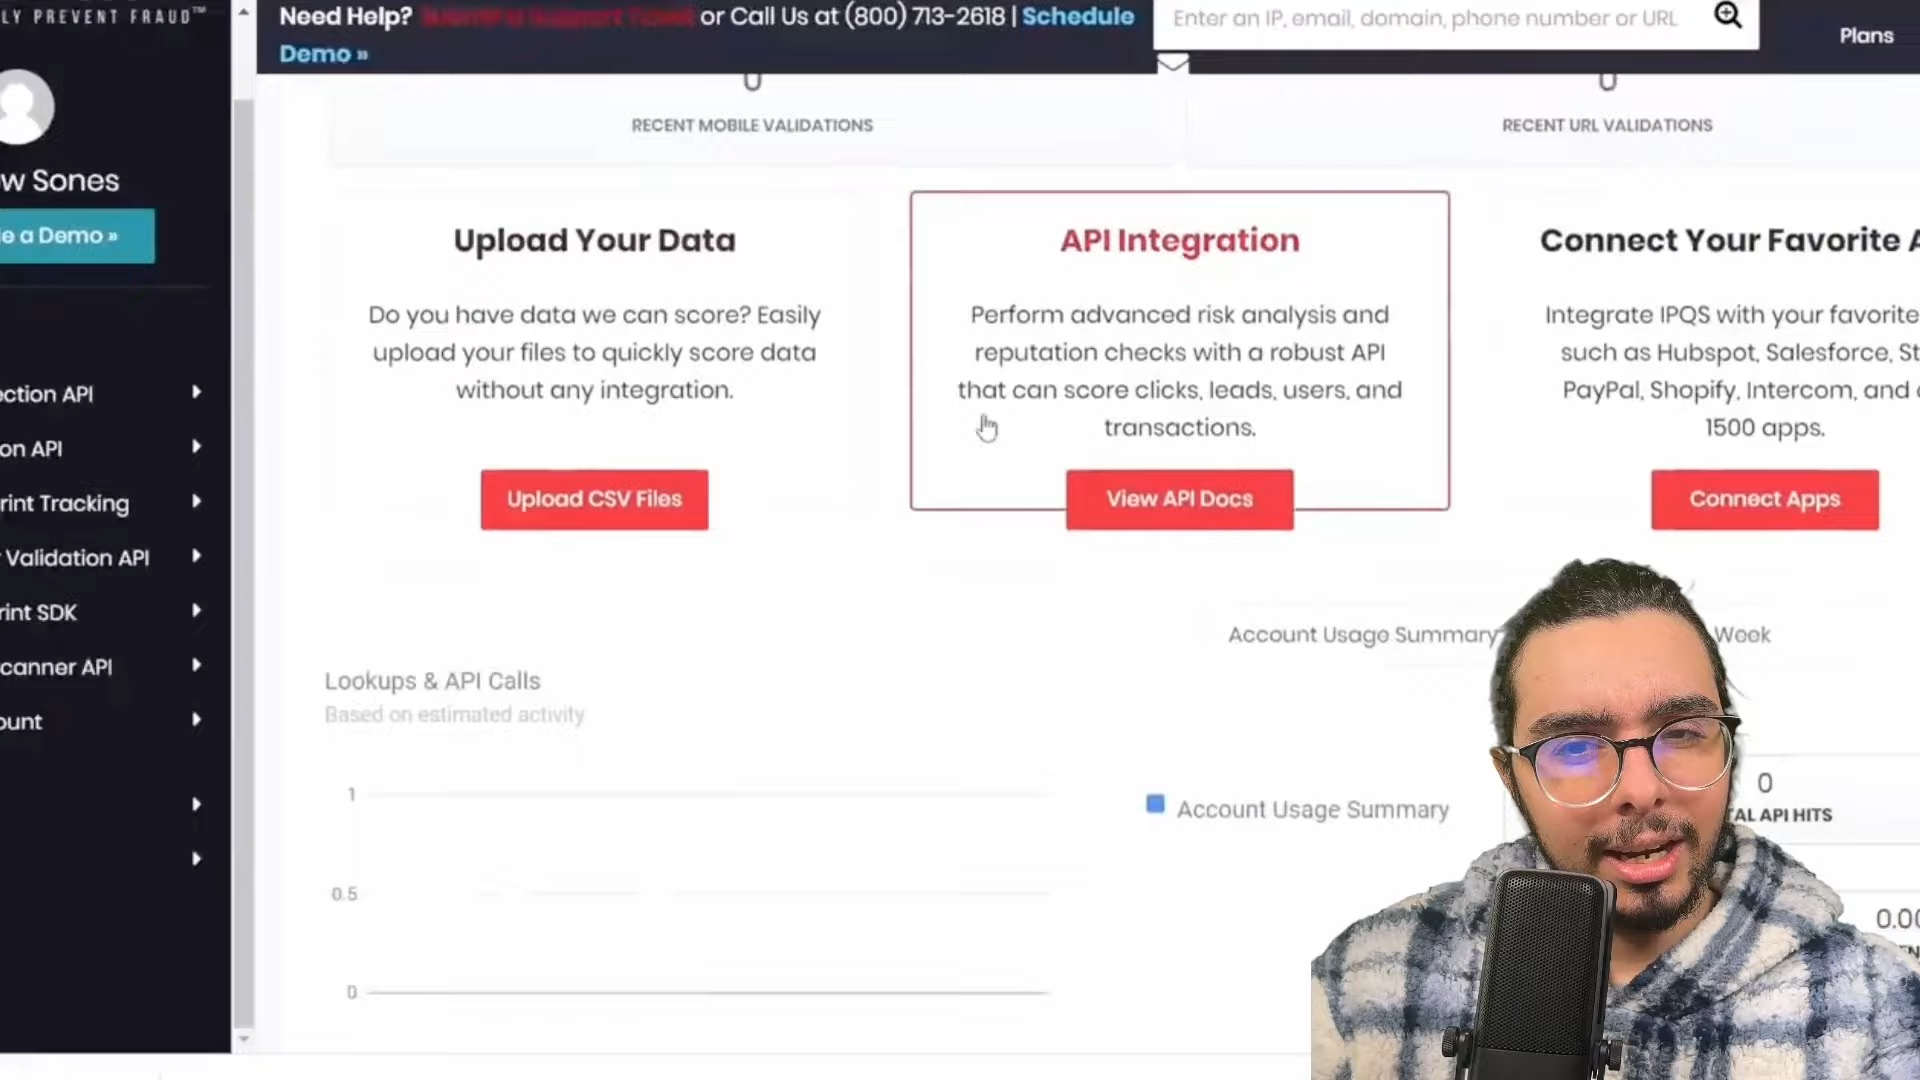 LY PREVENT FRAUD™
Need Help? Submit a Support Ticket or Call Us at (800) 713-2618 | Schedule
Demo »
Enter an IP, email, domain, phone number or URL
Plans
w Sones
e a Demo »
ection API
on API
rint Tracking
Validation API
rint SDK
canner API
ount
0
RECENT MOBILE VALIDATIONS
0
RECENT URL VALIDATIONS
Upload Your Data
Do you have data we can score? Easily
upload your files to quickly score data
without any integration.
Upload CSV Files
API Integration
Perform advanced risk analysis and
reputation checks with a robust API
that can score clicks, leads, users, and
transactions.
View API Docs
Connect Your Favorite A
Integrate IPQS with your favorite
such as Hubspot, Salesforce, St
PayPal, Shopify, Intercom, and
1500 apps.
Connect Apps
Account Usage Summary
Week
Lookups & API Calls
Based on estimated activity
1
0.5
0
Account Usage Summary
0
TAL API HITS
0.00